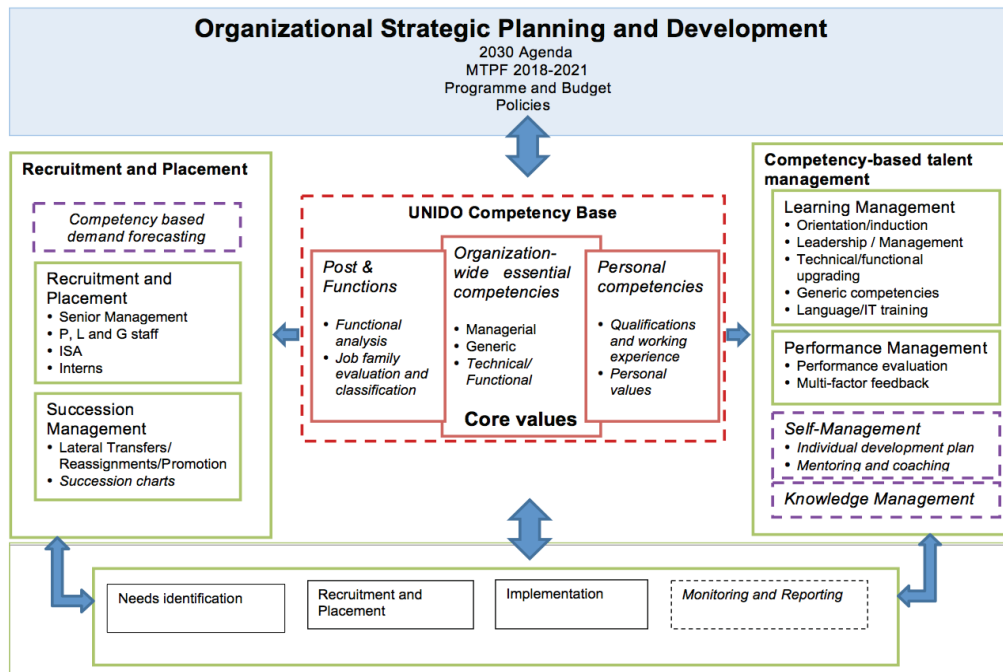 Organizational Strategic Planning and Development
2030 Agenda
MTPF 2018-2021
Programme and Budget
Policies
Recruitment and Placement
Competency based
demand forecasting
Recruitment and
Placement
• Senior Management
• P, L and G staff
• ISA
• Interns
Succession
Management
• Lateral Transfers/
Reassignments/Promotion
• Succession charts
UNIDO Competency Base
Post &
Functions
• Functional
analysis
• Job family
evaluation and
classification
Organization-
wide essential
competencies
• Managerial
• Generic
• Technical/
Functional
Personal
competencies
• Qualifications
and working
experience
• Personal
values
Core values
Competency-based talent
management
Learning Management
• Orientation/induction
• Leadership / Management
• Technical/functional
upgrading
• Generic competencies
• Language/IT training
Performance Management
• Performance evaluation
• Multi-factor feedback
Self-Management
• Individual development plan
• Mentoring and coaching
Knowledge Management
Needs identification
Recruitment and
Placement
Implementation
Monitoring and Reporting